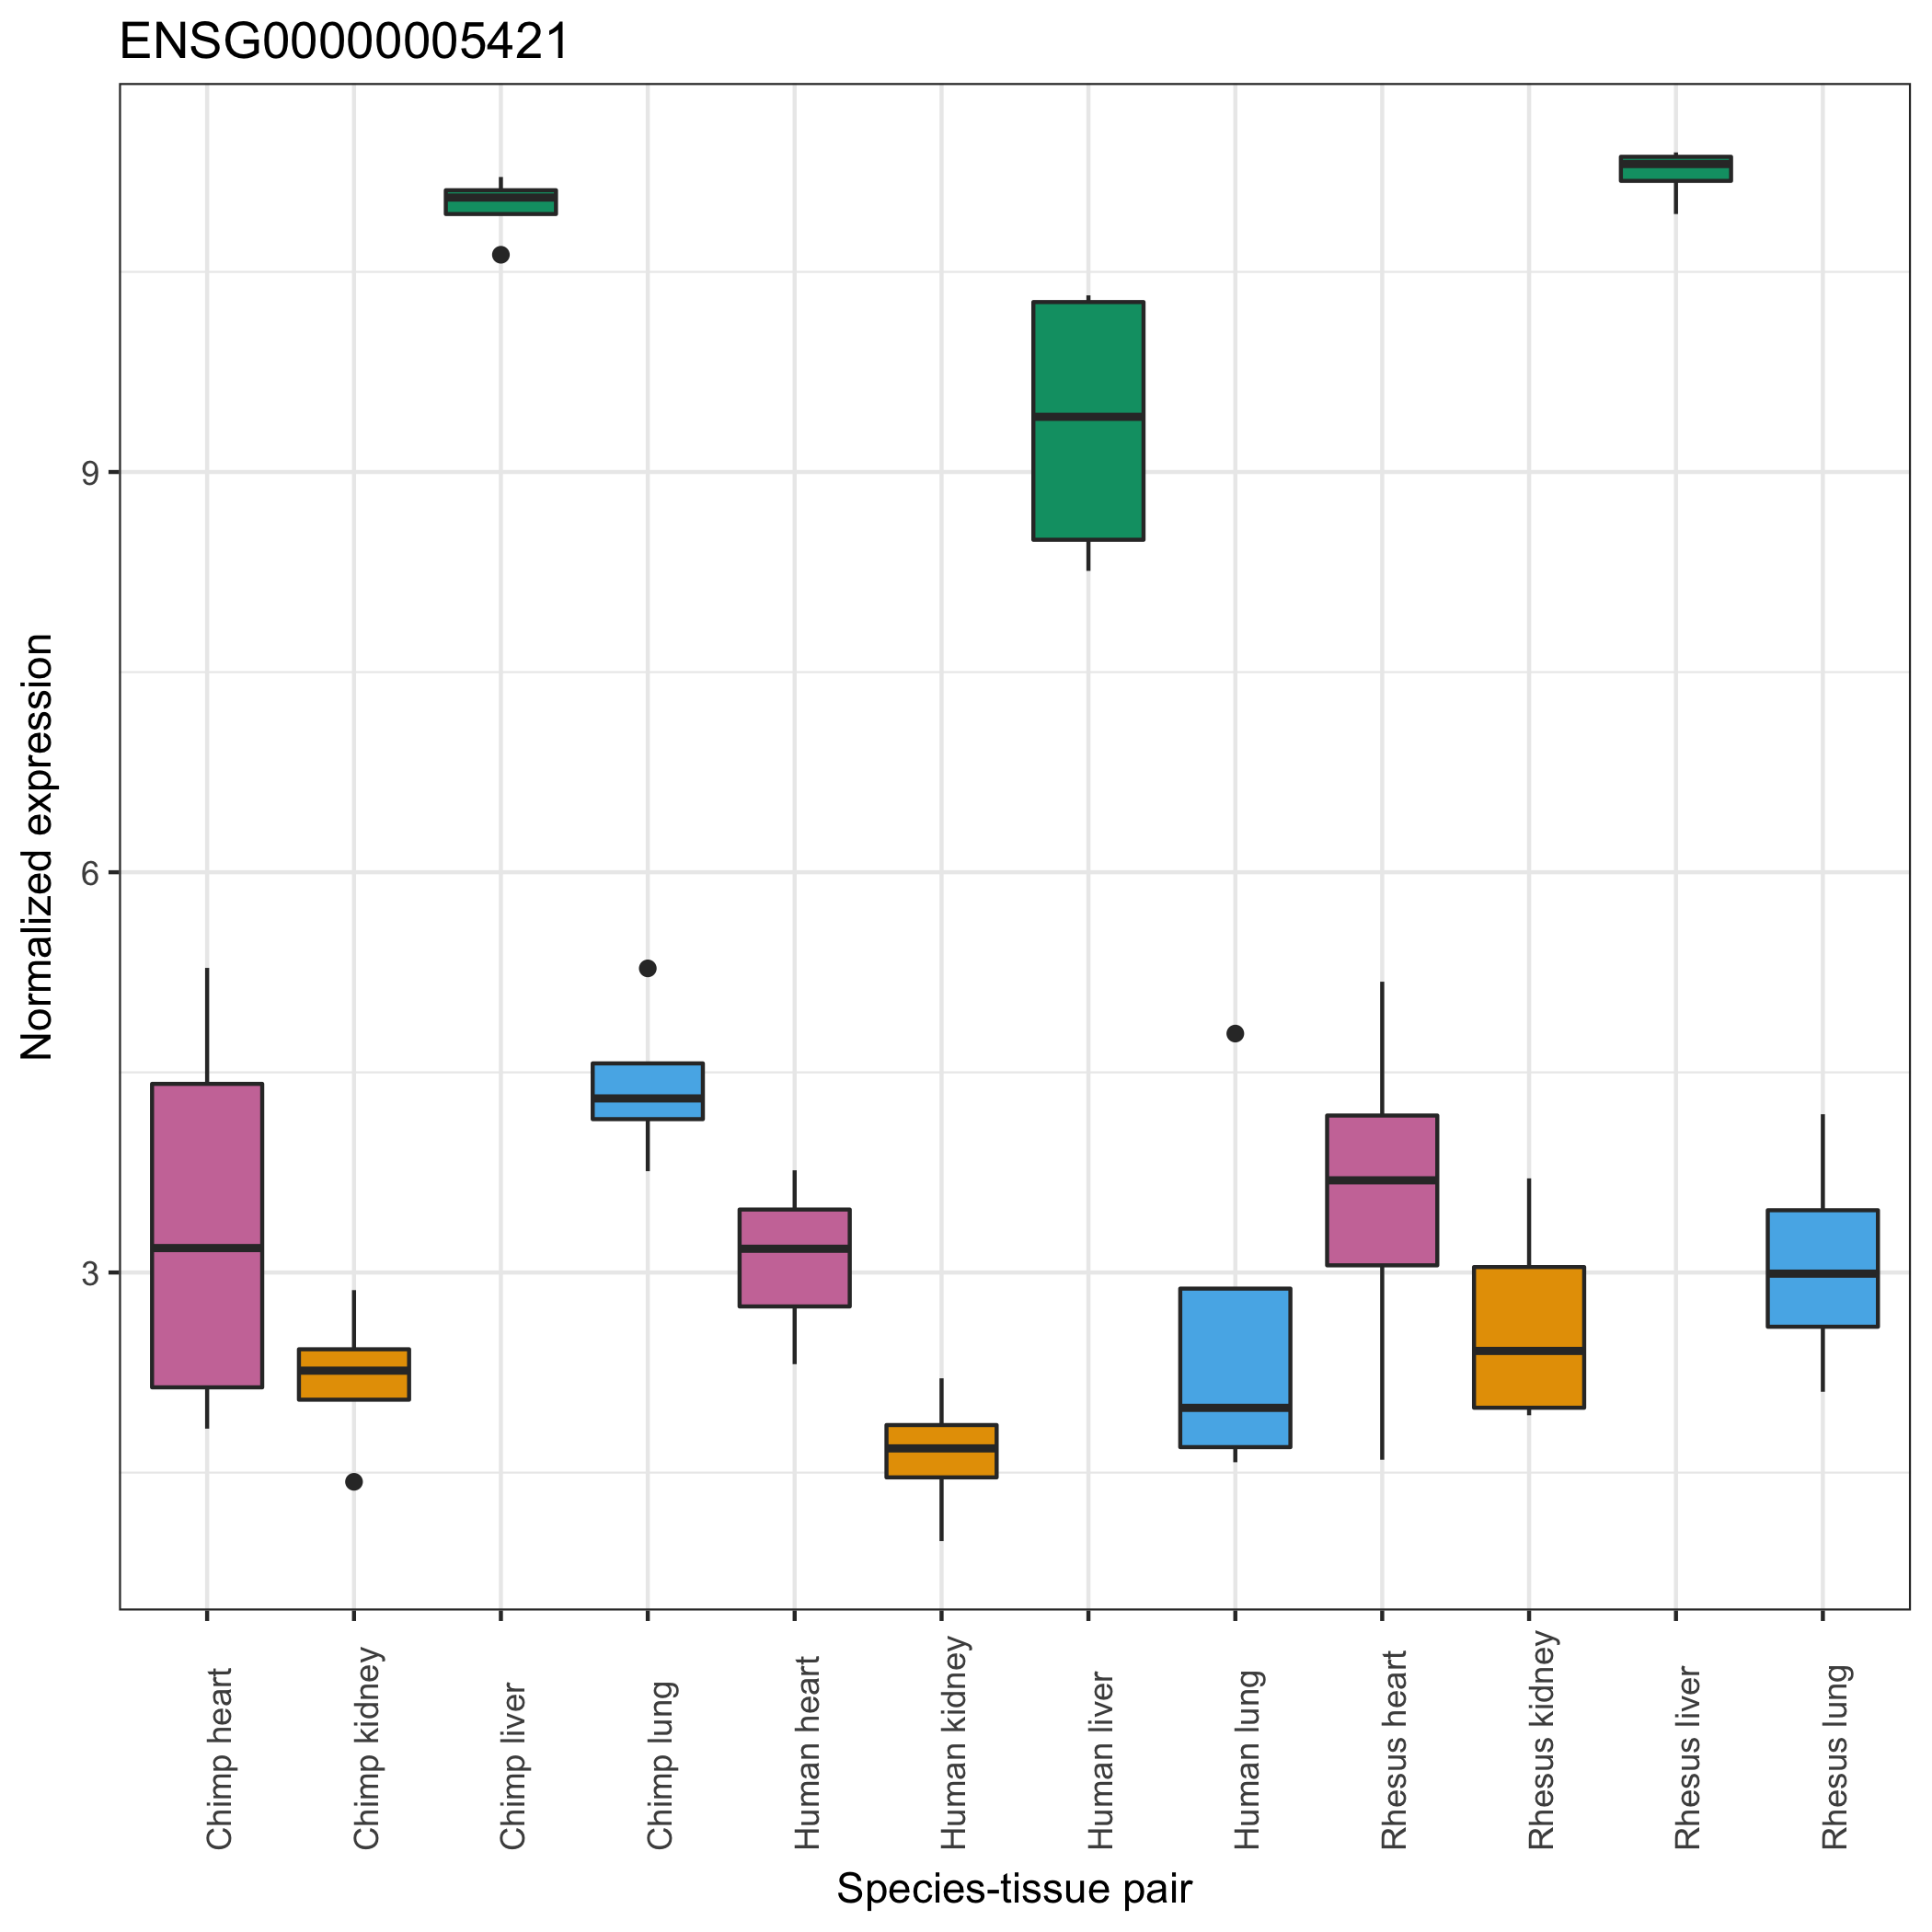 ENSG00000005421
Normalized expression
9
6
3
Chimp heart
Chimp kidney
Chimp liver
Chimp lung
Human heart
Human kidney
Human liver
Human lung
Rhesus heart
Rhesus kidney
Rhesus liver
Rhesus lung
Species-tissue pair